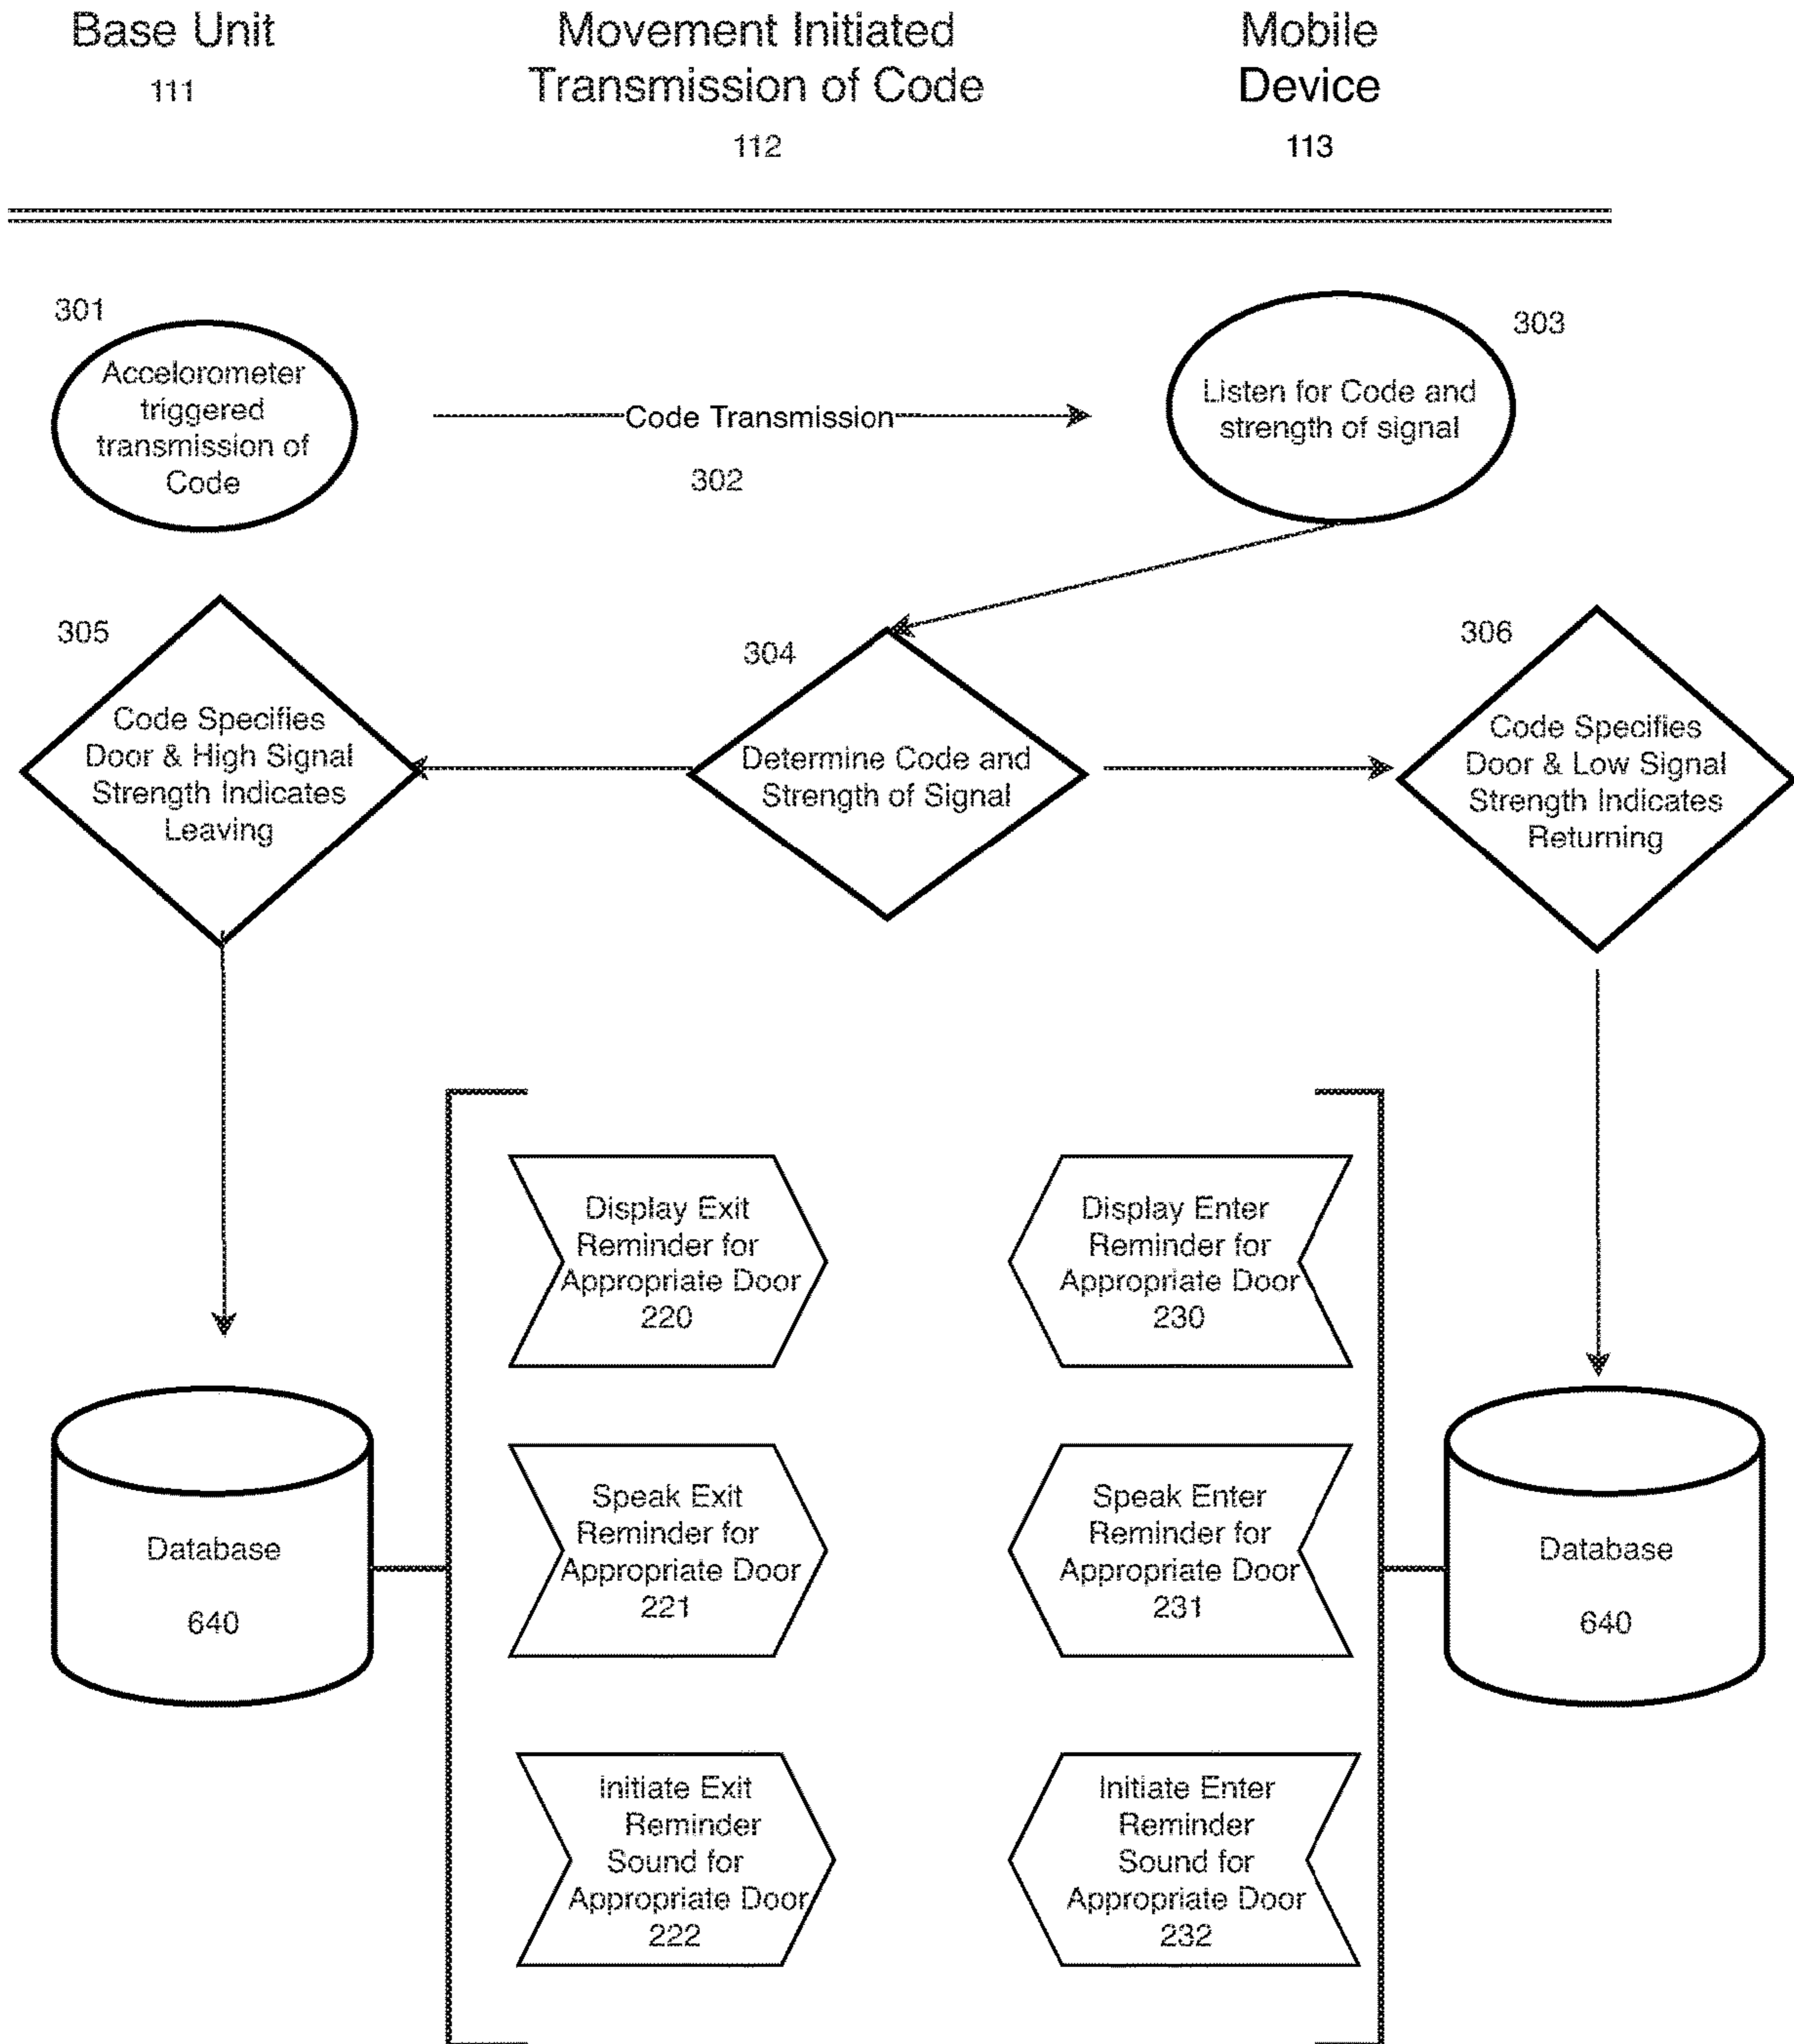 Base Unit
111
Movement Initiated
Transmission of Code
112
Mobile
Device
113
301
Accelorometer
triggered
transmission of
Code
Code Transmission
302
303
Listen for Code and
strength of signal
305
Code Specifies
Door & High Signal
Strength Indicates
Leaving
304
Determine Code and
Strength of Signal
306
Code Specifies
Door & Low Signal
Strength Indicates
Returning
Display Exit
Reminder for
Appropriate Door
220
Display Enter
Reminder for
Appropriate Door
230
Database
640
Speak Exit
Reminder for
Appropriate Door
221
Speak Enter
Reminder for
Appropriate Door
231
Database
640
Initiate Exit
Reminder
Sound for
Appropriate Door
222
Initiate Enter
Reminder
Sound for
Appropriate Door
232